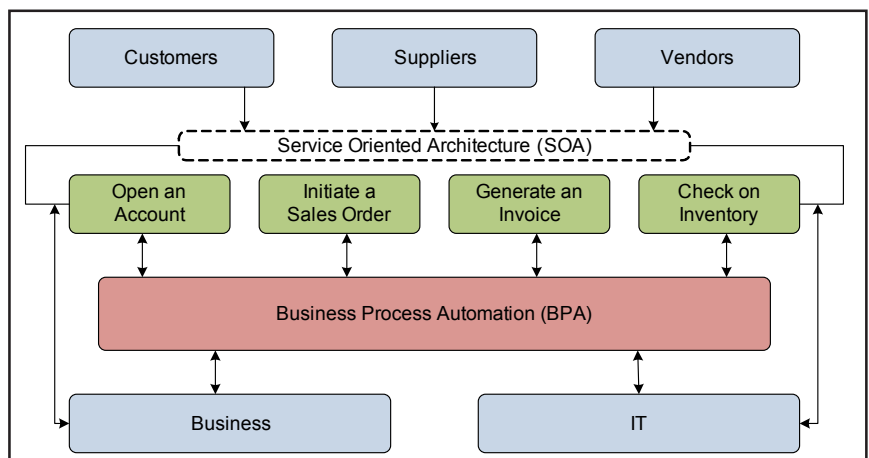 Customers
Suppliers
Vendors
Service Oriented Architecture (SOA)
Open an
Account
Initiate a
Sales Order
Generate an
Invoice
Check on
Inventory
Business Process Automation (BPA)
Business
IT